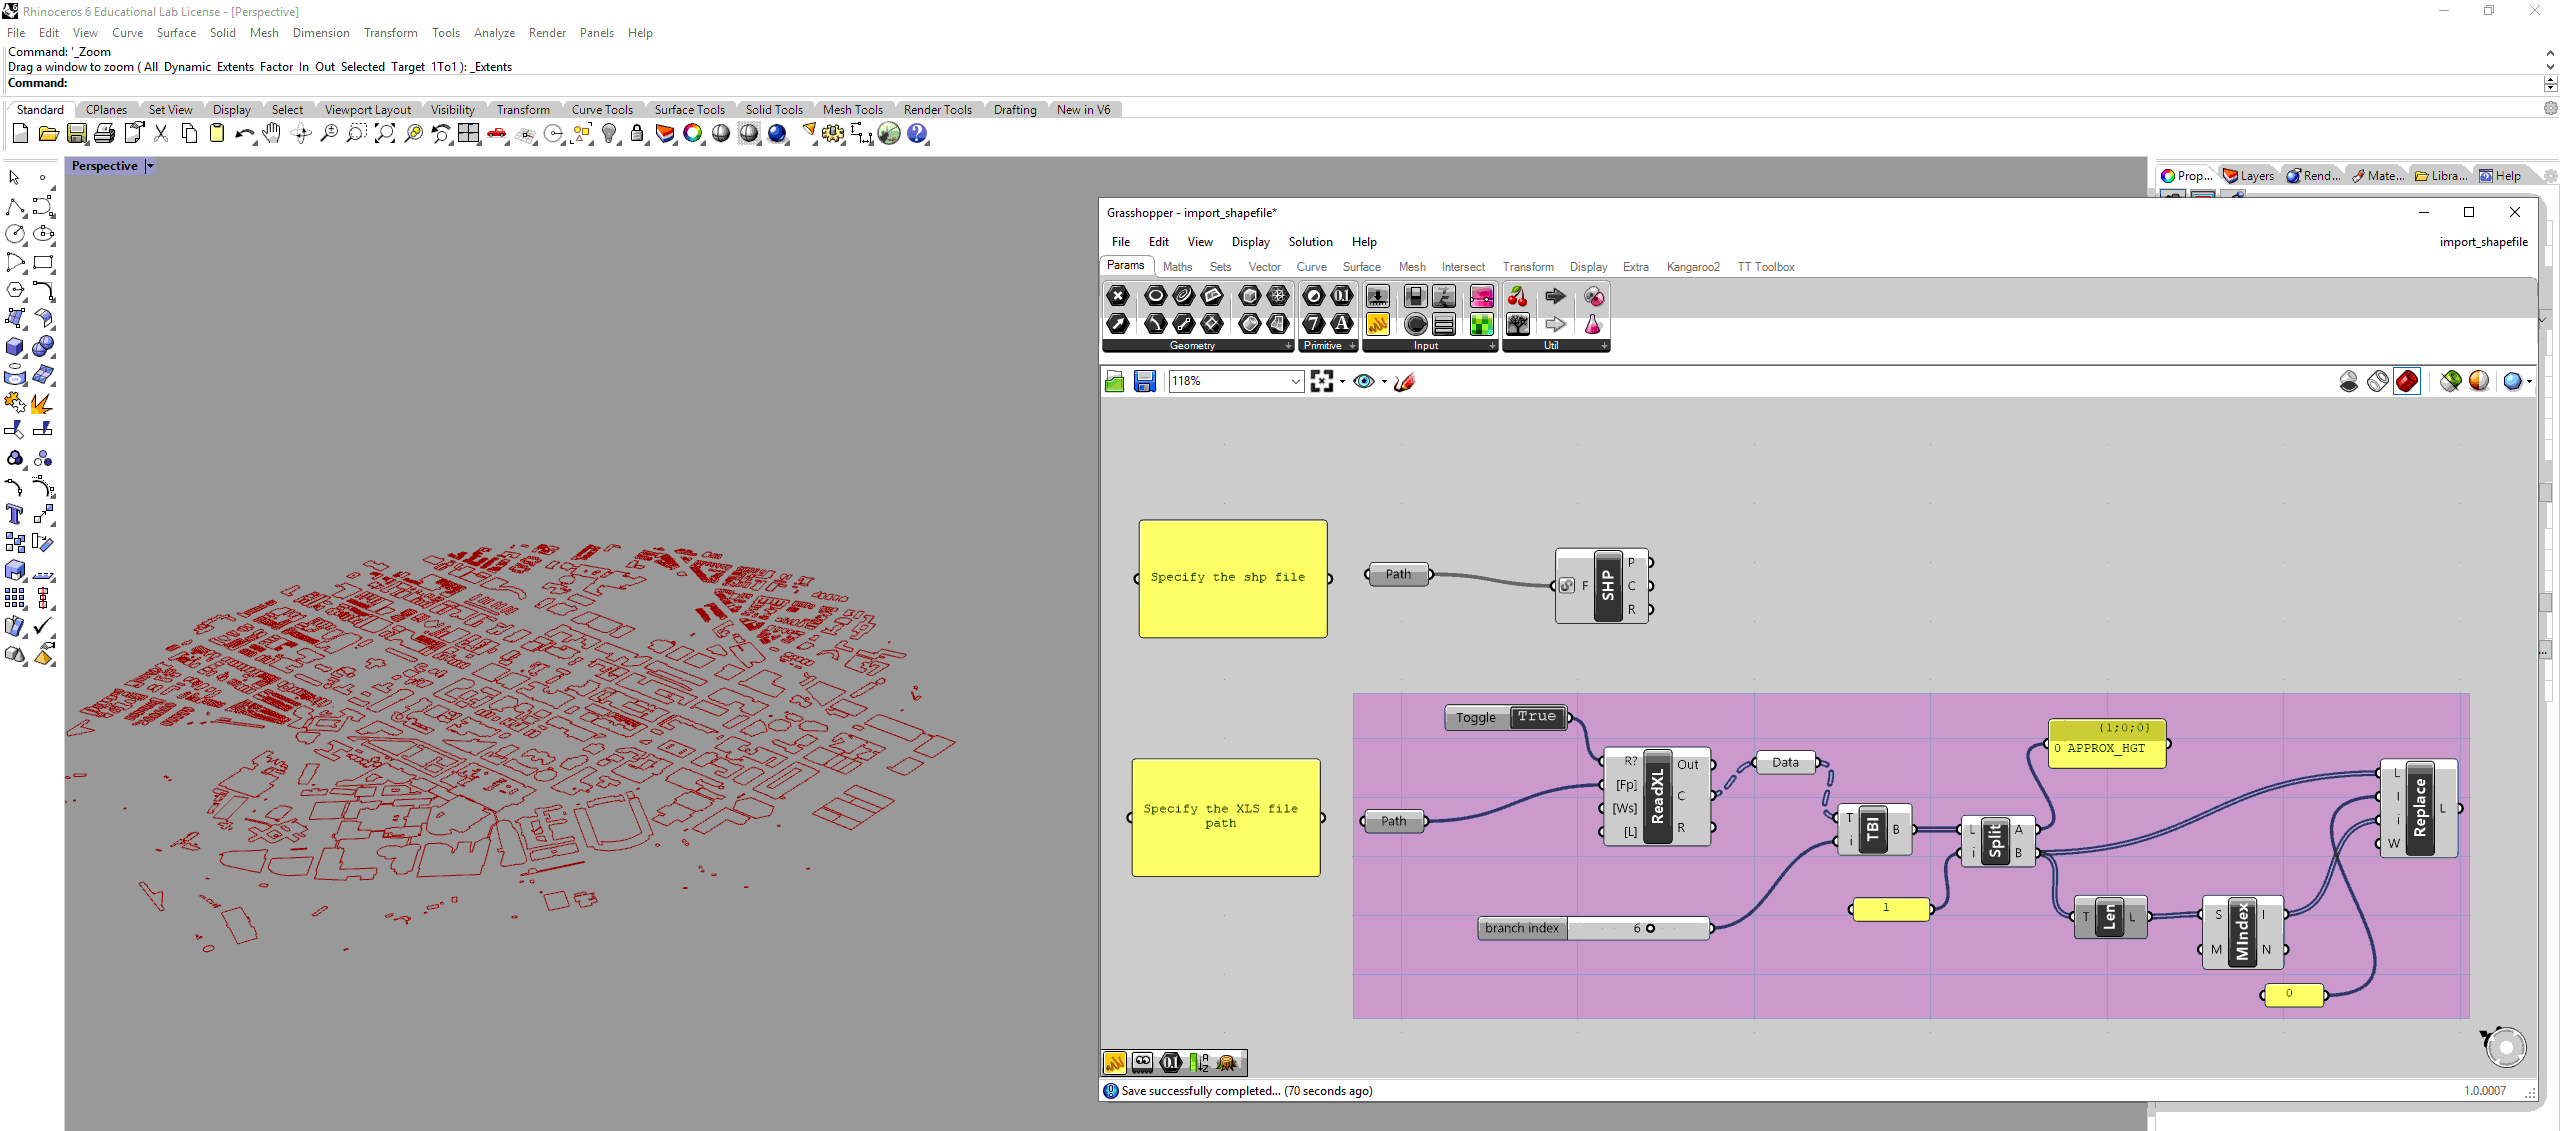 Rhinoceros 6 Educational Lab License - [Perspective]
File Edit View Curve Surface Solid Mesh Dimension Transform Tools Analyze Render Panels Help
Command: '_Zoom
Drag a window to zoom ( All Dynamic Extents Factor In Out Selected Target 1To1 ): _Extents
Command:
Standard CPlanes Set View Display Select Viewport Layout Visibility Transform Curve Tools Surface Tools Solid Tools Mesh Tools Render Tools Drafting New in V6
Perspective
Prop... Layers Rend... Mate... Libra... Help
Grasshopper - import_shapefile*
File Edit View Display Solution Help
import_shapefile
Params Maths Sets Vector Curve Surface Mesh Intersect Transform Display Extra Kangaroo2 TT Toolbox
Geometry Primitive Input Util
118%
Specify the shp file
Path
F SHP P C R
Toggle True
R? [Fp] [Ws] [L] ReadXL Out C R
Data
{1;0;0}
0 APPROX_HGT
Specify the XLS file
path
Path
T i TBI B
L i Split A B
L I i W Replace L
1
branch index 6
T Len L
S M MIndex I N
0
Save successfully completed... (70 seconds ago)
1.0.0007